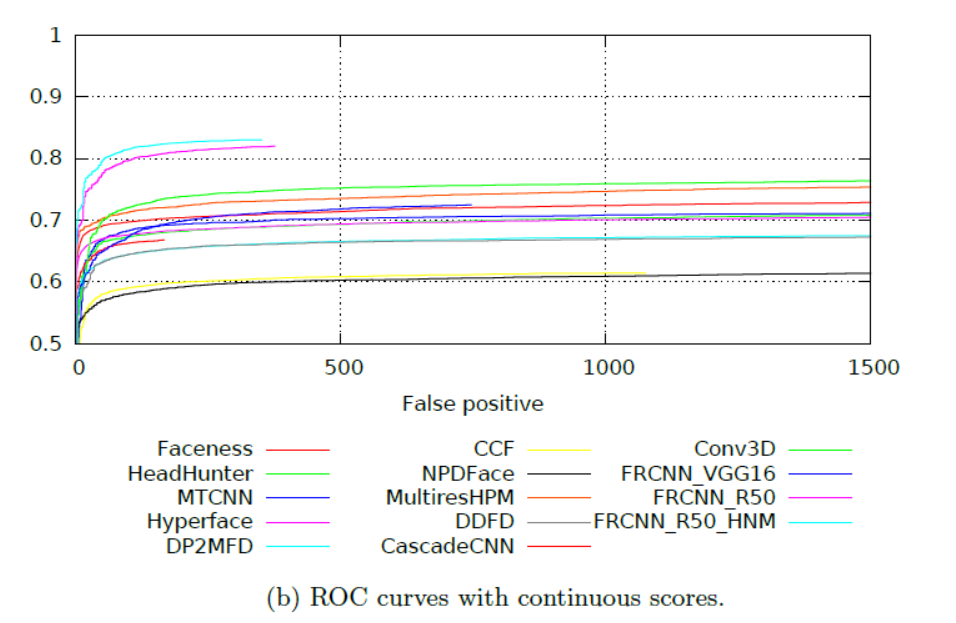 1
0.9
0.8
0.7
0.6
0.5
0 500 1000 1500
False positive
Faceness CCF Conv3D
HeadHunter NPDFace FRCNN_VGG16
MTCNN MultiresHPM FRCNN_R50
Hyperface DDFD FRCNN_R50_HNM
DP2MFD CascadeCNN
(b) ROC curves with continuous scores.